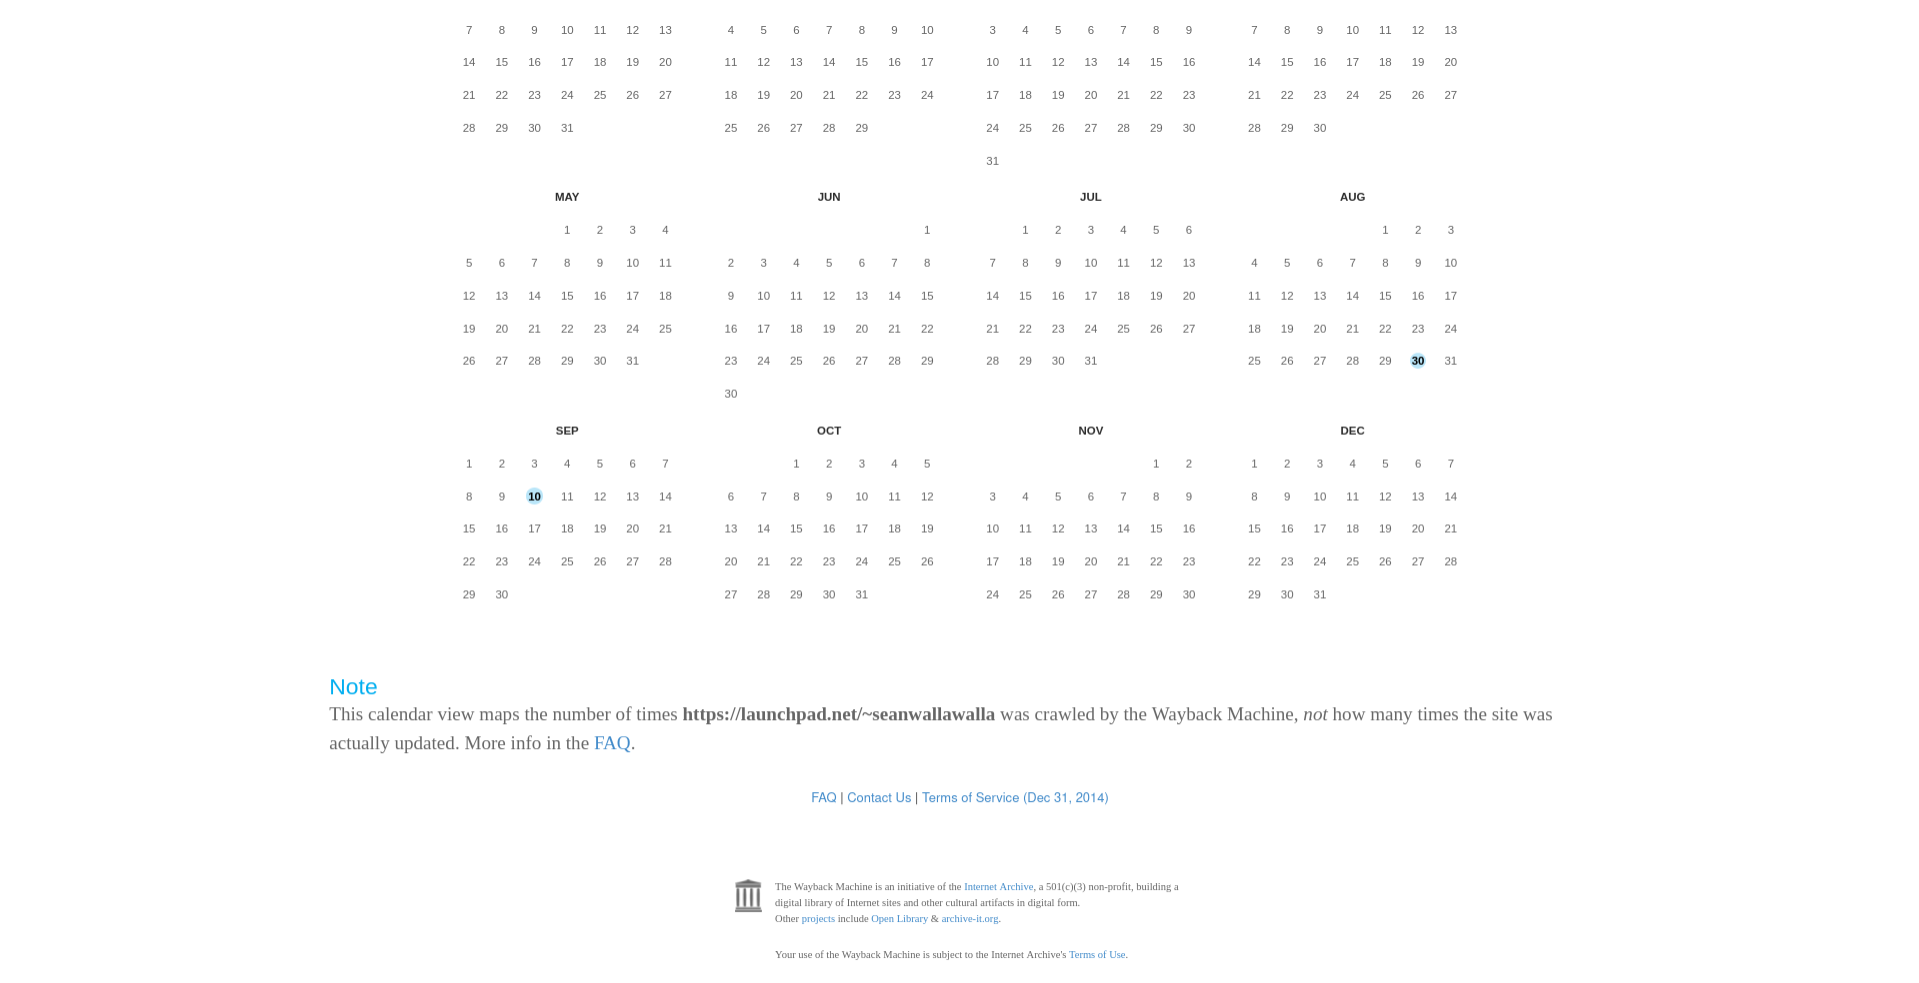 7 8 9 10 11 12 13 4 5 6 7 8 9 10 3 4 5 6 7 8 9 7 8 9 10 11 12 13
14 15 16 17 18 19 20 11 12 13 14 15 16 17 10 11 12 13 14 15 16 14 15 16 17 18 19 20
21 22 23 24 25 26 27 18 19 20 21 22 23 24 17 18 19 20 21 22 23 21 22 23 24 25 26 27
28 29 30 31 25 26 27 28 29 24 25 26 27 28 29 30 28 29 30
31
MAY JUN JUL AUG
1 2 3 4 1 1 2 3 4 5 6 1 2 3
5 6 7 8 9 10 11 2 3 4 5 6 7 8 7 8 9 10 11 12 13 4 5 6 7 8 9 10
12 13 14 15 16 17 18 9 10 11 12 13 14 15 14 15 16 17 18 19 20 11 12 13 14 15 16 17
19 20 21 22 23 24 25 16 17 18 19 20 21 22 21 22 23 24 25 26 27 18 19 20 21 22 23 24
26 27 28 29 30 31 23 24 25 26 27 28 29 28 29 30 31 25 26 27 28 29 30 31
30
SEP OCT NOV DEC
1 2 3 4 5 6 7 1 2 3 4 5 1 2 1 2 3 4 5 6 7
8 9 10 11 12 13 14 6 7 8 9 10 11 12 3 4 5 6 7 8 9 8 9 10 11 12 13 14
15 16 17 18 19 20 21 13 14 15 16 17 18 19 10 11 12 13 14 15 16 15 16 17 18 19 20 21
22 23 24 25 26 27 28 20 21 22 23 24 25 26 17 18 19 20 21 22 23 22 23 24 25 26 27 28
29 30 27 28 29 30 31 24 25 26 27 28 29 30 29 30 31
Note
This calendar view maps the number of times https://launchpad.net/~seanwallawalla was crawled by the Wayback Machine, not how many times the site was
actually updated. More info in the FAQ.
FAQ | Contact Us | Terms of Service (Dec 31, 2014)
The Wayback Machine is an initiative of the Internet Archive, a 501(c)(3) non-profit, building a
digital library of Internet sites and other cultural artifacts in digital form.
Other projects include Open Library & archive-it.org.
Your use of the Wayback Machine is subject to the Internet Archive's Terms of Use.